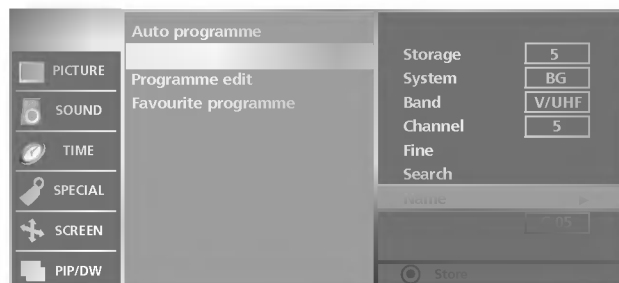 PICTURE
SOUND
TIME
SPECIAL
SCREEN
PIP/DW
Auto programme
Programme edit
Favourite programme
Storage 5
System BG
Band V/UHF
Channel 5
Fine
Search
Name
Store